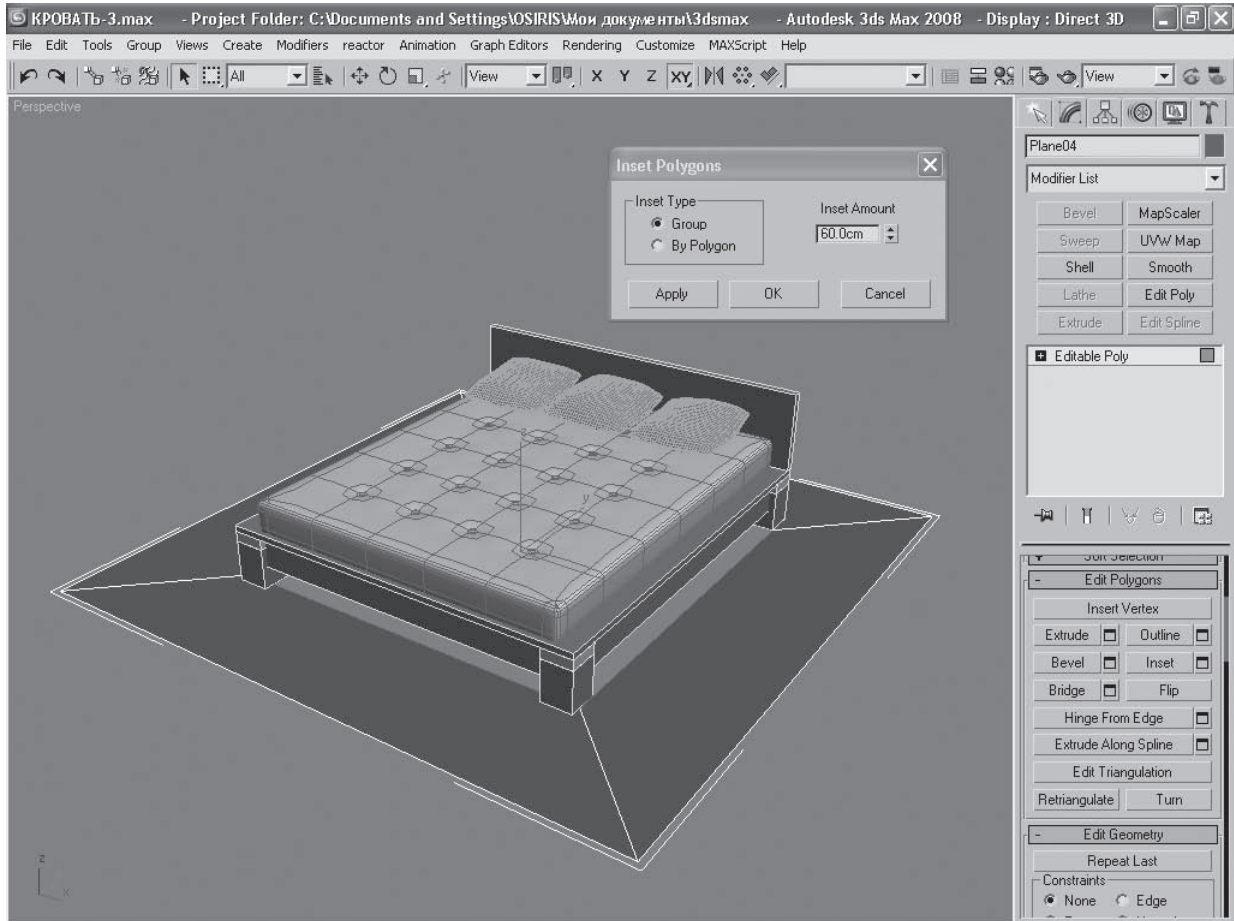 КРОВАТЬ-3.max - Project Folder: C:\Documents and Settings\OSIRIS\Мои документы\3dsmax - Autodesk 3ds Max 2008 - Display : Direct 3D
File Edit Tools Group Views Create Modifiers reactor Animation Graph Editors Rendering Customize MAXScript Help
All View X Y Z XY View
Perspective
Plane04
Modifier List
Bevel MapScaler
Sweep UVW Map
Shell Smooth
Lathe Edit Poly
Extrude Edit Spline
Editable Poly
Inset Polygons
Inset Type
Group
By Polygon
Inset Amount
60.0cm
Apply OK Cancel
y
z
x
Soft Selection
- Edit Polygons
Insert Vertex
Extrude Outline
Bevel Inset
Bridge Flip
Hinge From Edge
Extrude Along Spline
Edit Triangulation
Retriangulate Turn
- Edit Geometry
Repeat Last
Constraints
None Edge